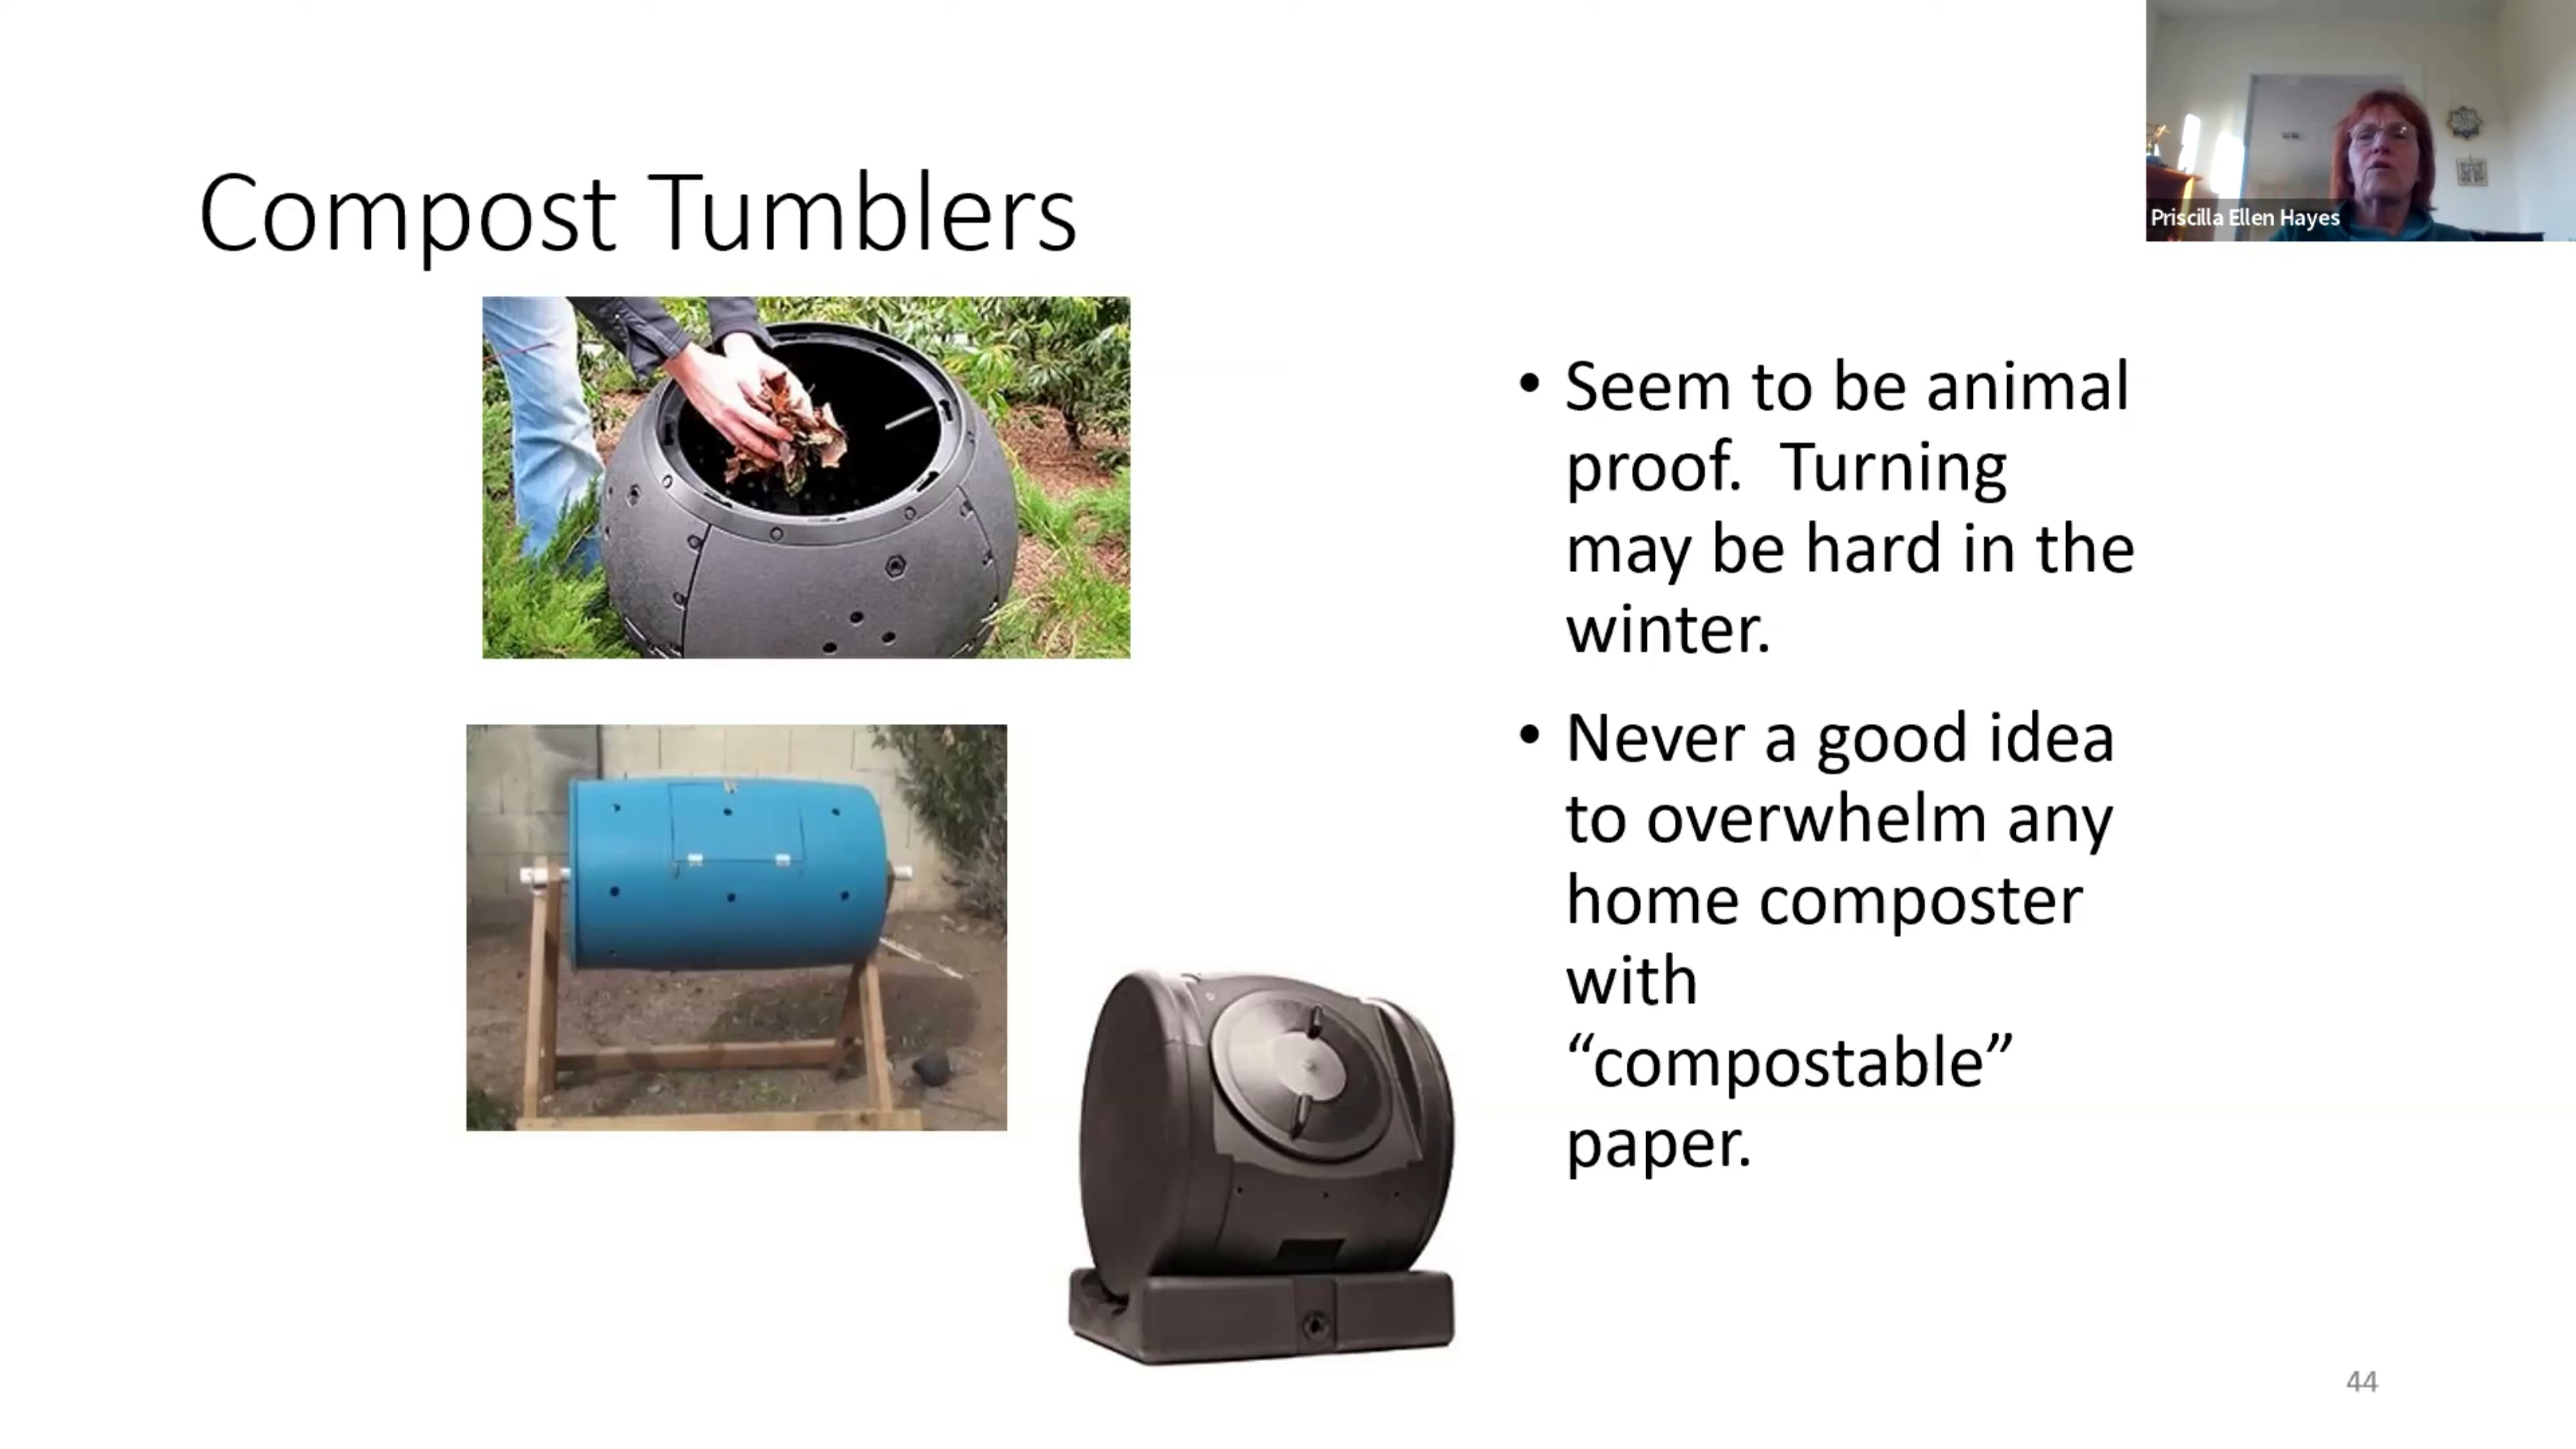 Compost Tumblers
Priscilla Ellen Hayes
• Seem to be animal
proof.  Turning
may be hard in the
winter.
• Never a good idea
to overwhelm any
home composter
with
“compostable”
paper.
44